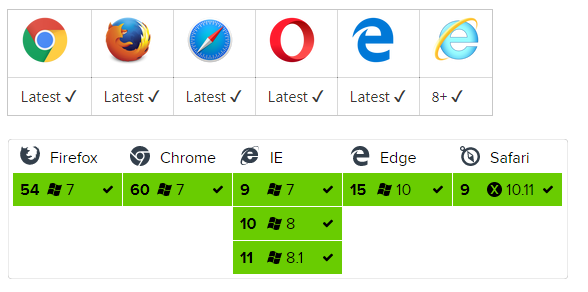 Latest ✓ Latest ✓ Latest ✓ Latest ✓ Latest ✓ 8+ ✓
Firefox Chrome IE Edge Safari
54 7 ✓ 60 7 ✓ 9 7 ✓ 15 10 ✓ 9 X 10.11 ✓
10 8 ✓
11 8.1 ✓